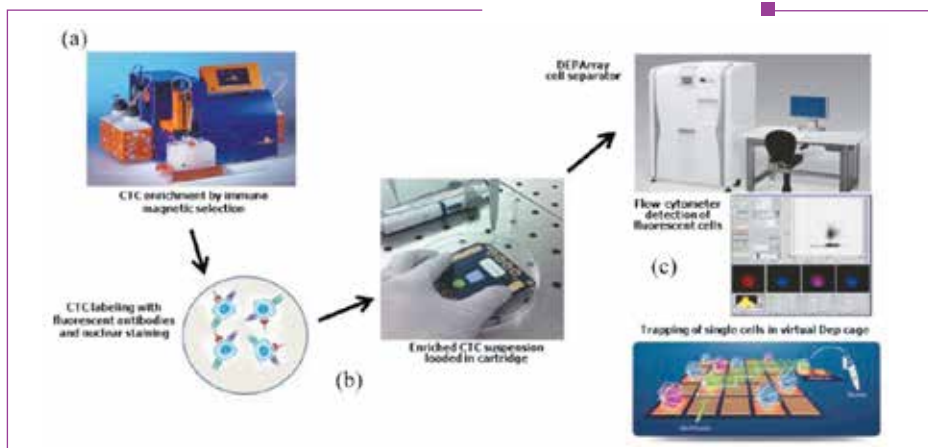 (a)
CTC enrichment by immune
magnetic selection
CTC labeling with
fluorescent antibodies
and nuclear staining
(b)
Enriched CTC suspension
loaded in cartridge
DEPArray
cell separator
Flow cytometer
detection of
fluorescent cells
(c)
Trapping of single cells in virtual Dep cage